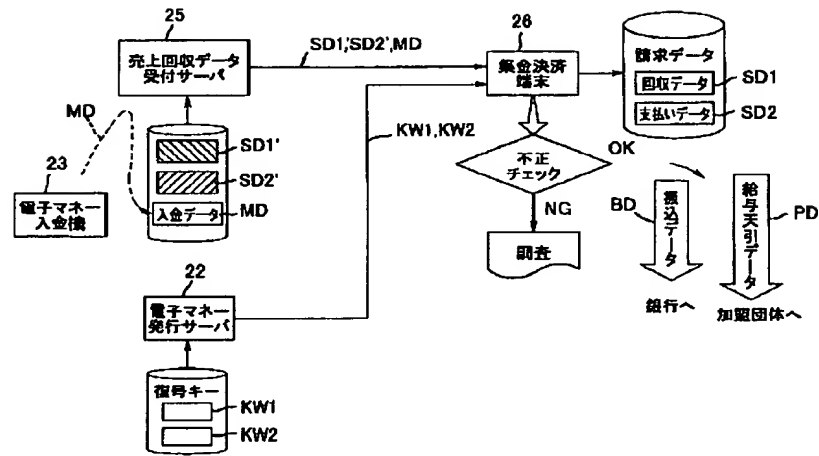 25
売上回収データ
受付サーバ
SD1,'SD2',MD
26
集金決済
端末
請求データ
回収データ
SD1
支払いデータ
SD2
MD
23
電子マネー
入金機
SD1'
SD2'
入金データ
MD
KW1,KW2
不正
チェック
OK
NG
調査
BD
振込データ
銀行へ
給与天引データ
PD
加盟団体へ
22
電子マネー
発行サーバ
復号キー
KW1
KW2